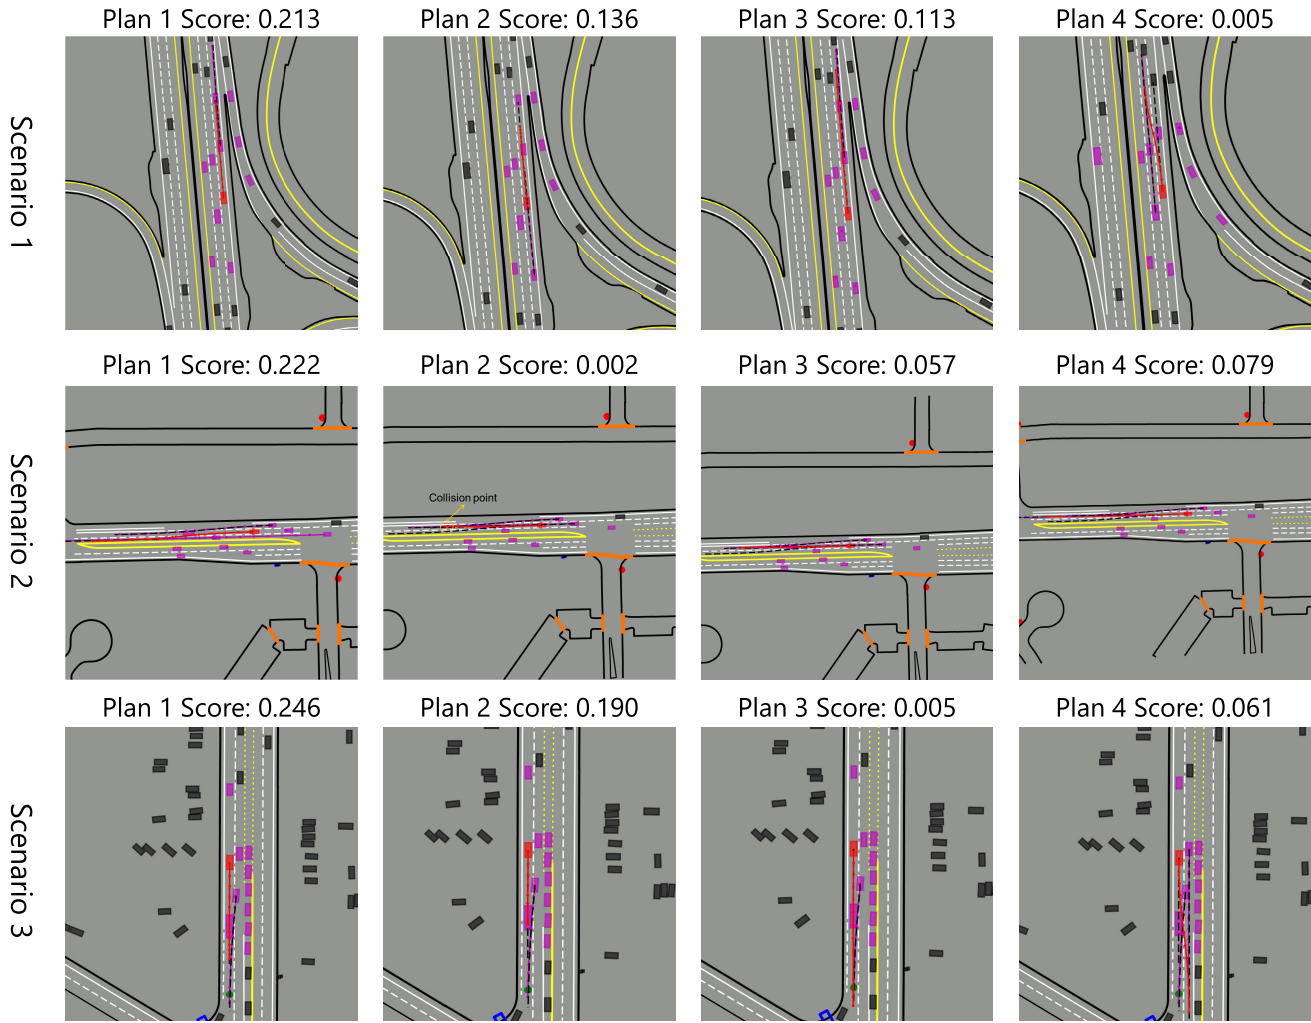 Plan 1 Score: 0.213
Plan 2 Score: 0.136
Plan 3 Score: 0.113
Plan 4 Score: 0.005
Scenario 1
Plan 1 Score: 0.222
Plan 2 Score: 0.002
Plan 3 Score: 0.057
Plan 4 Score: 0.079
Scenario 2
Collision point
Plan 1 Score: 0.246
Plan 2 Score: 0.190
Plan 3 Score: 0.005
Plan 4 Score: 0.061
Scenario 3